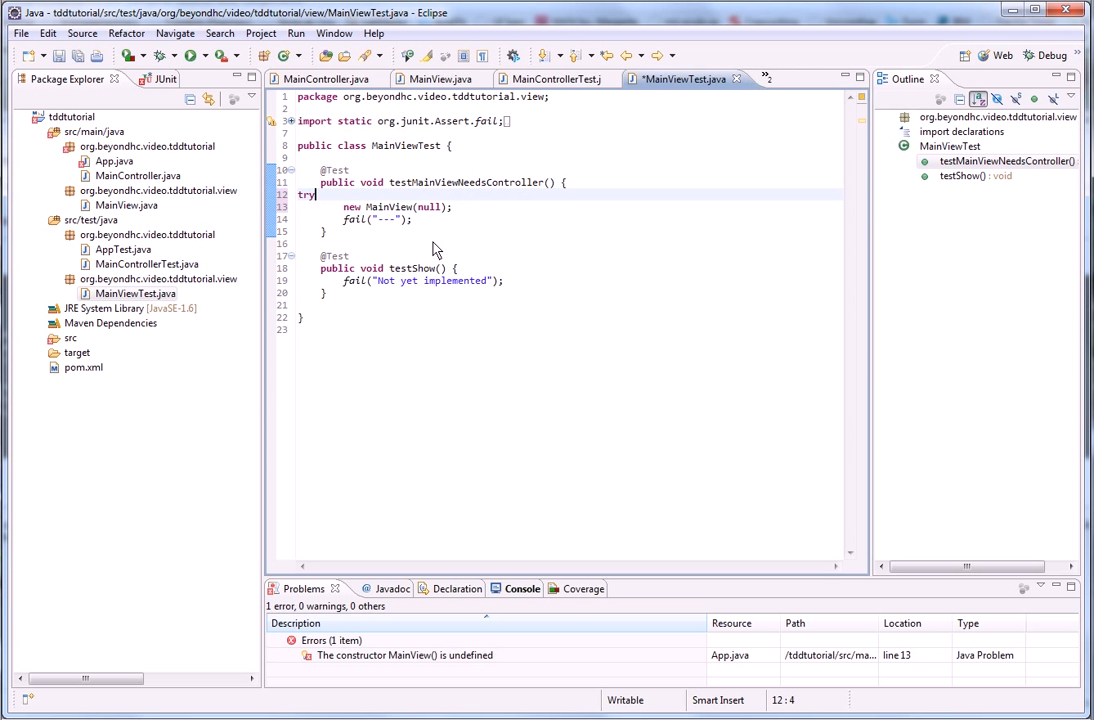 Java - tddtutorial/src/test/java/org/beyondhc/video/tddtutorial/view/MainViewTest.java - Eclipse
File Edit Source Refactor Navigate Search Project Run Window Help
Web Debug
Package Explorer JUnit
MainController.java MainView.java MainControllerTest.j *MainViewTest.java 2
Outline
tddtutorial
src/main/java
org.beyondhc.video.tddtutorial
App.java
MainController.java
org.beyondhc.video.tddtutorial.view
MainView.java
src/test/java
org.beyondhc.video.tddtutorial
AppTest.java
MainControllerTest.java
org.beyondhc.video.tddtutorial.view
MainViewTest.java
JRE System Library [JavaSE-1.6]
Maven Dependencies
src
target
pom.xml
1 package org.beyondhc.video.tddtutorial.view;
2
3 import static org.junit.Assert.fail;
7
8 public class MainViewTest {
9
10 @Test
11 public void testMainViewNeedsController() {
12 try
13 new MainView(null);
14 fail("---");
15 }
16
17 @Test
18 public void testShow() {
19 fail("Not yet implemented");
20 }
21
22 }
23
org.beyondhc.video.tddtutorial.view
import declarations
MainViewTest
testMainViewNeedsController()
testShow() : void
Problems Javadoc Declaration Console Coverage
1 error, 0 warnings, 0 others
Description Resource Path Location Type
Errors (1 item)
The constructor MainView() is undefined App.java /tddtutorial/src/ma... line 13 Java Problem
Writable Smart Insert 12 : 4